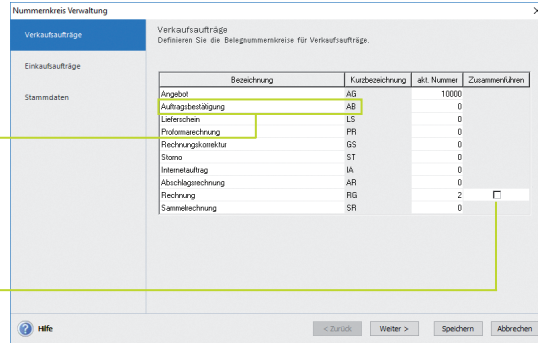 Nummernkreis Verwaltung
Verkaufsaufträge
Einkaufsaufträge
Stammdaten
Verkaufsaufträge
Definieren Sie die Belegnummernkreise für Verkaufsaufträge.
Bezeichnung Kurzbezeichnung akt. Nummer Zusammenführen
Angebot AG 10000
Auftragsbestätigung AB 0
Lieferschein LS 0
Proformarechnung PR 0
Rechnungskorrektur GS 0
Storno ST 0
Internetauftrag IA 0
Abschlagsrechnung AR 0
Rechnung RG 2
Sammelrechnung SR 0
Hilfe
< Zurück Weiter > Speichern Abbrechen